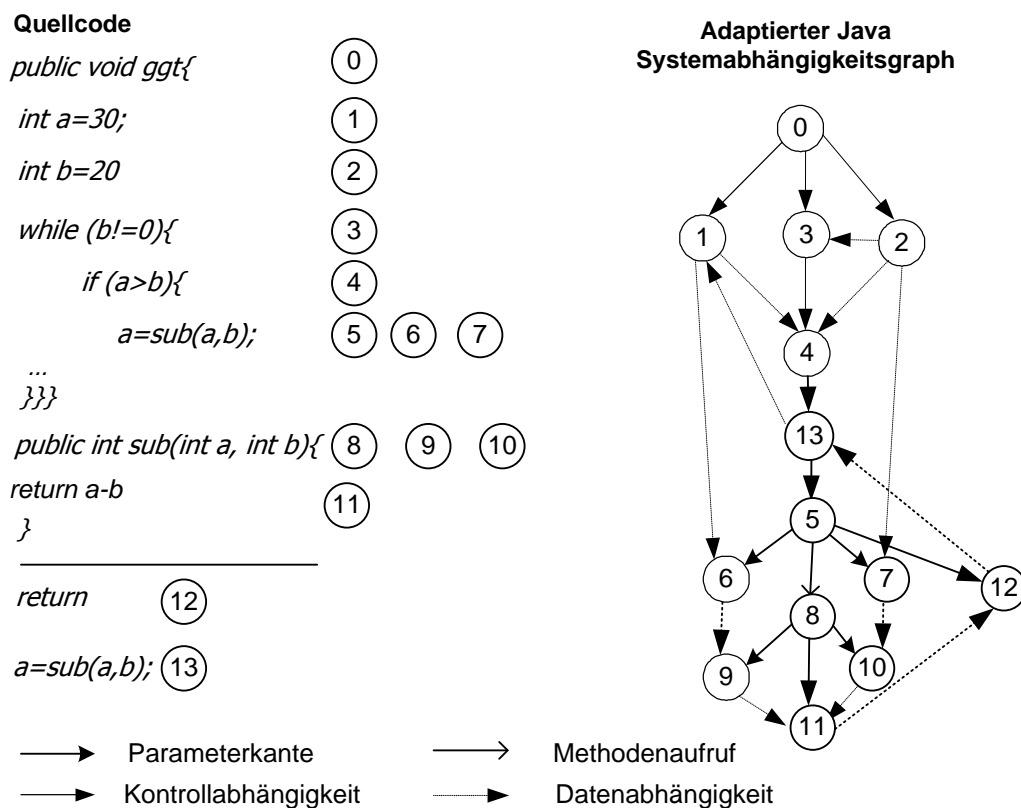 Quellcode
public void ggt{ 0
int a=30; 1
int b=20 2
while (b!=0){ 3
if (a>b){ 4
a=sub(a,b); 5 6 7
...
}}}
public int sub(int a, int b){ 8 9 10
return a-b 11
}
return 12
a=sub(a,b); 13
Adaptierter Java
Systemabhängigkeitsgraph
0
1 3 2
4
13
5
6 7 12
8
9 10
11
Parameterkante Methodenaufruf
Kontrollabhängigkeit Datenabhängigkeit